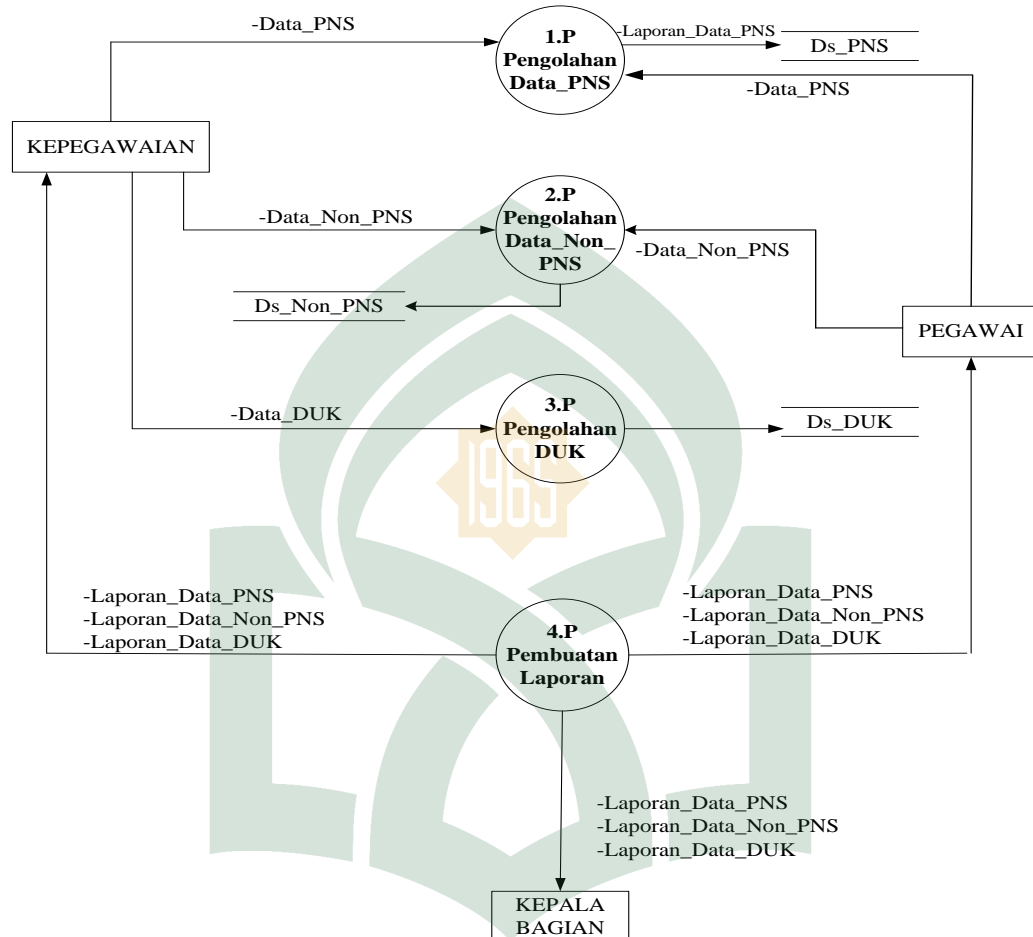 -Data_PNS
1.P
Pengolahan
Data_PNS
-Laporan_Data_PNS
Ds_PNS
-Data_PNS
KEPEGAWAIAN
-Data_Non_PNS
2.P
Pengolahan
Data_Non_
PNS
-Data_Non_PNS
Ds_Non_PNS
PEGAWAI
-Data_DUK
3.P
Pengolahan
DUK
Ds_DUK
1965
-Laporan_Data_PNS
-Laporan_Data_Non_PNS
-Laporan_Data_DUK
4.P
Pembuatan
Laporan
-Laporan_Data_PNS
-Laporan_Data_Non_PNS
-Laporan_Data_DUK
-Laporan_Data_PNS
-Laporan_Data_Non_PNS
-Laporan_Data_DUK
KEPALA
BAGIAN